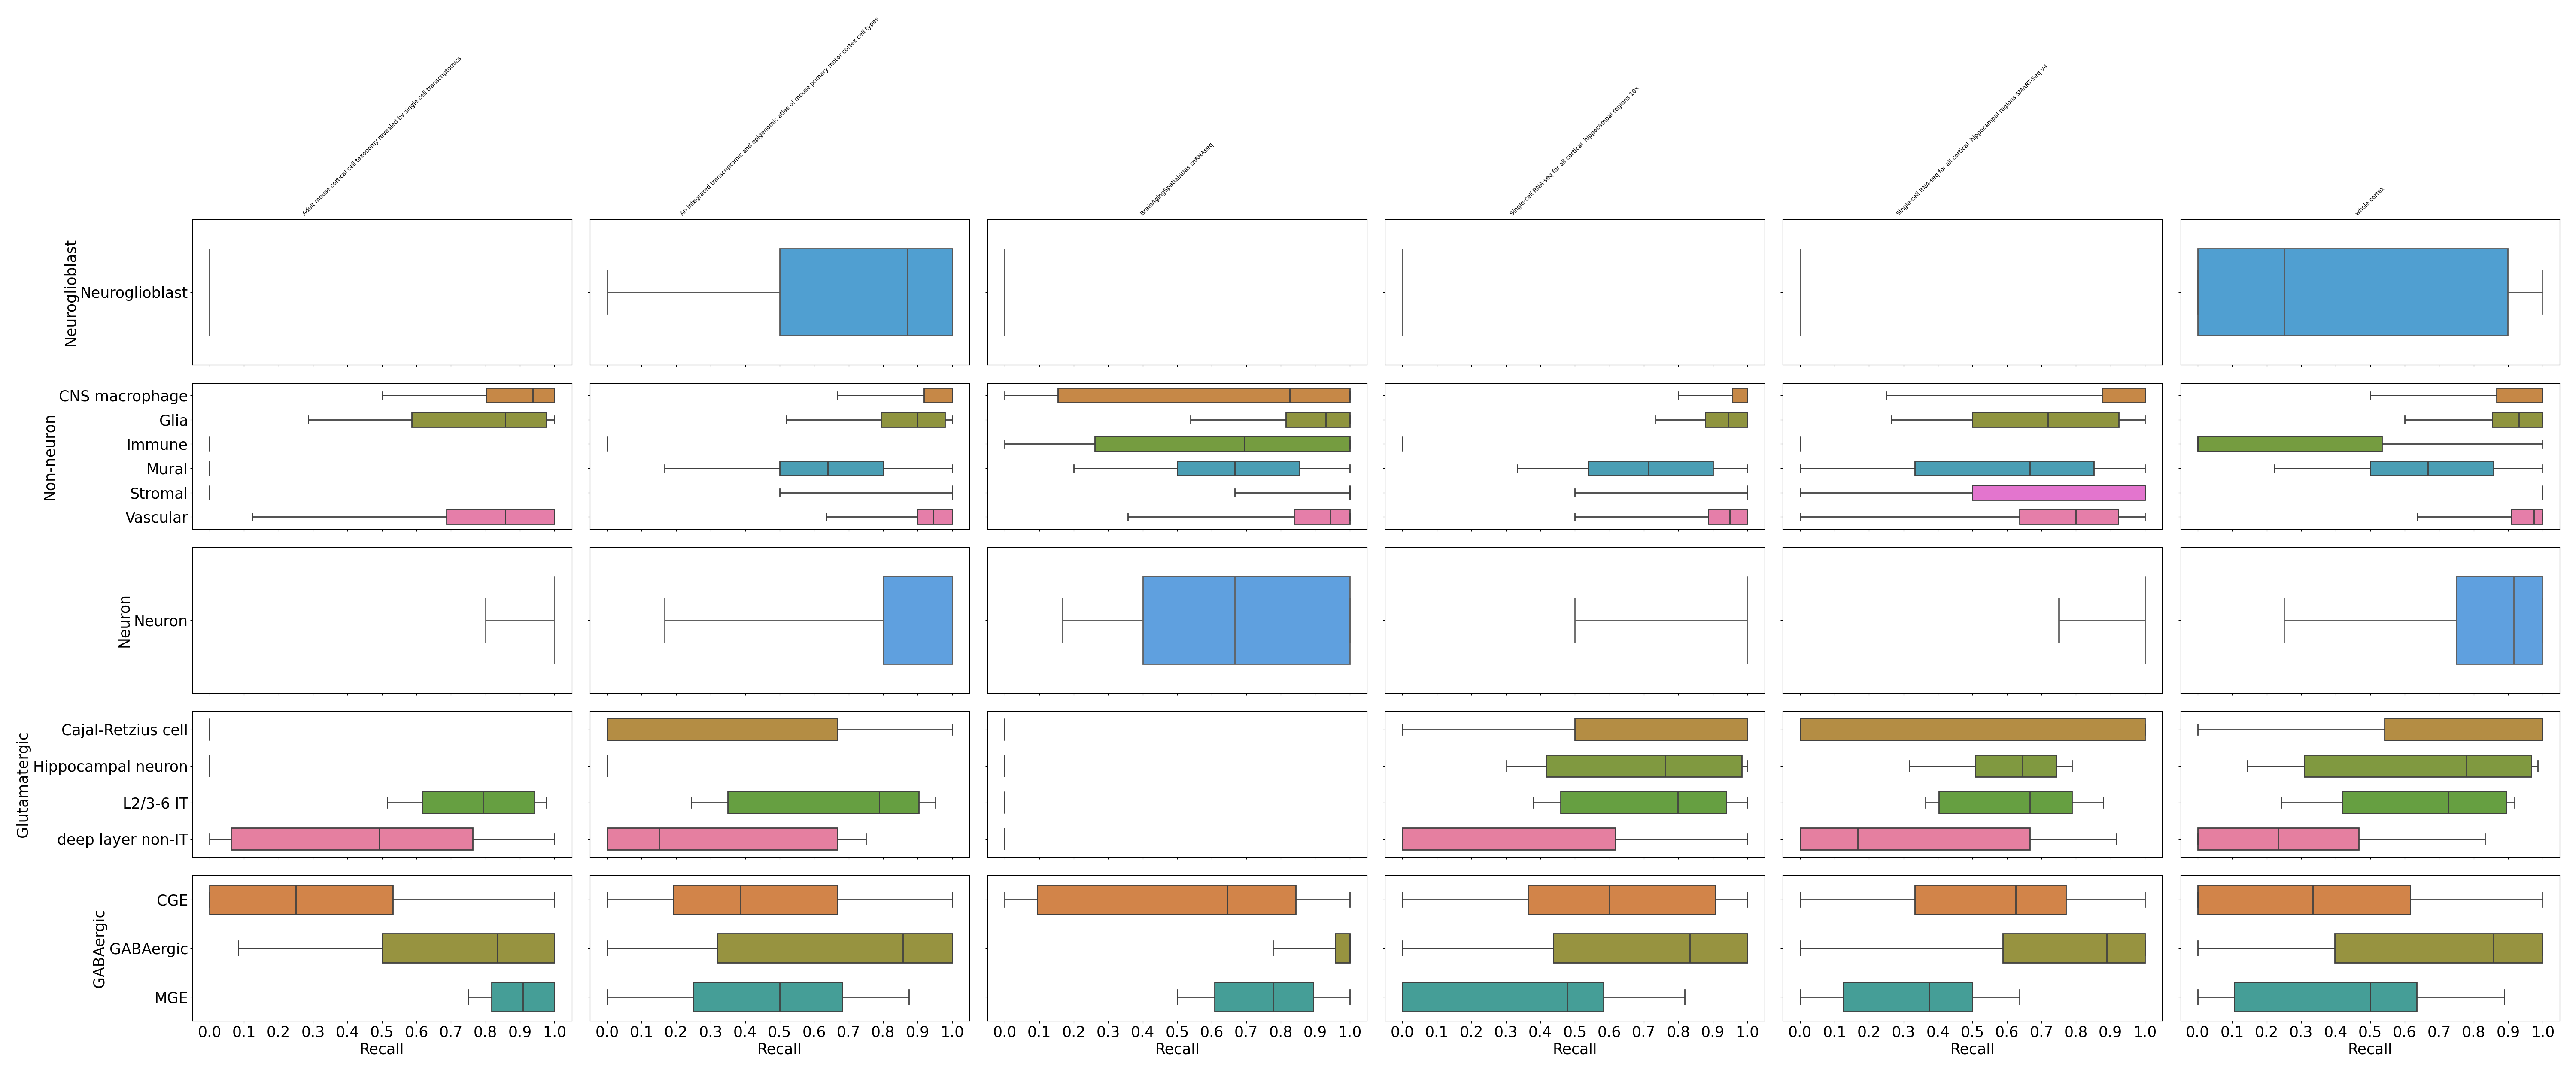 Adult mouse cortical cell taxonomy revealed by single cell transcriptomics
An integrated transcriptomic and epigenomic atlas of mouse primary motor cortex cell types
BrainAgingSpatialAtlas snRNAseq
Single-cell RNA-seq for all cortical  hippocampal regions 10x
Single-cell RNA-seq for all cortical  hippocampal regions SMART-Seq v4
whole cortex
Neuroglioblast
Neuroglioblast
Non-neuron
CNS macrophage
Glia
Immune
Mural
Stromal
Vascular
Neuron
Neuron
Glutamatergic
Cajal-Retzius cell
Hippocampal neuron
L2/3-6 IT
deep layer non-IT
GABAergic
CGE
GABAergic
MGE
0.0 0.1 0.2 0.3 0.4 0.5 0.6 0.7 0.8 0.9 1.0
Recall
0.0 0.1 0.2 0.3 0.4 0.5 0.6 0.7 0.8 0.9 1.0
Recall
0.0 0.1 0.2 0.3 0.4 0.5 0.6 0.7 0.8 0.9 1.0
Recall
0.0 0.1 0.2 0.3 0.4 0.5 0.6 0.7 0.8 0.9 1.0
Recall
0.0 0.1 0.2 0.3 0.4 0.5 0.6 0.7 0.8 0.9 1.0
Recall
0.0 0.1 0.2 0.3 0.4 0.5 0.6 0.7 0.8 0.9 1.0
Recall